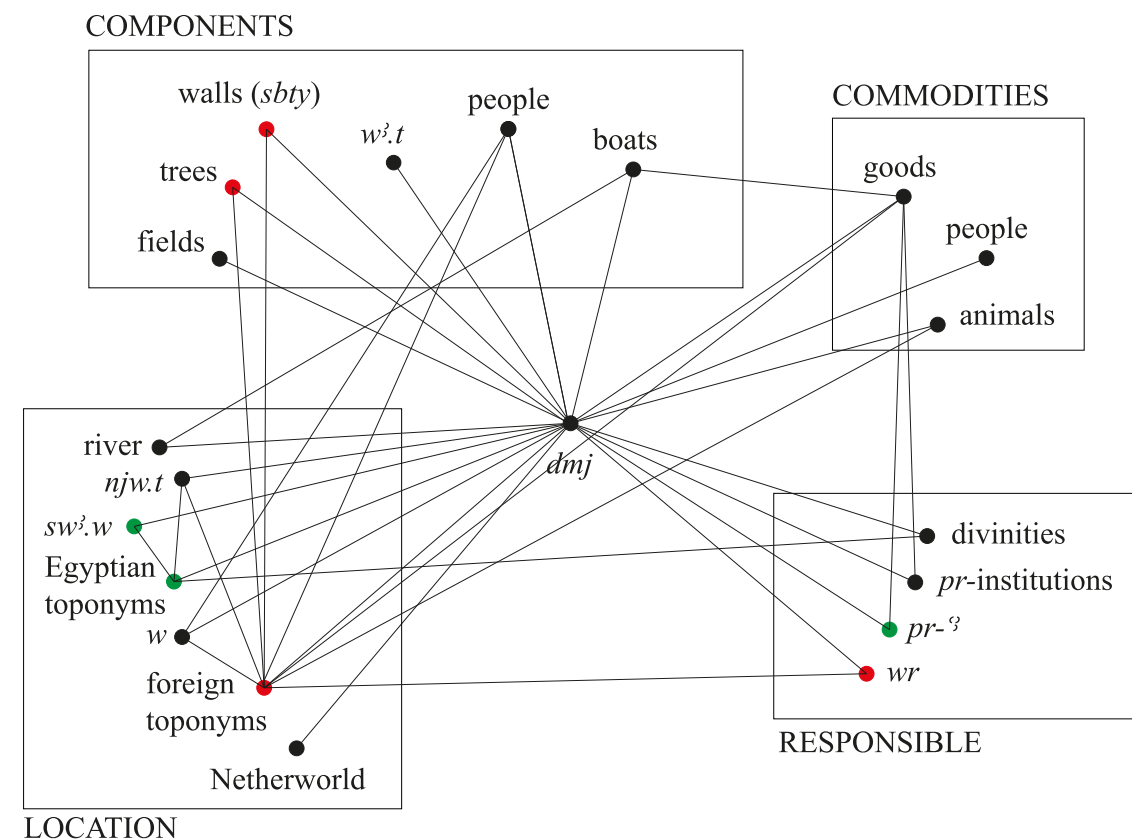 COMPONENTS
walls (sbty)
wꜣ.t
people
boats
trees
fields
COMMODITIES
goods
people
animals
dmj
river
njw.t
swꜣ.w
Egyptian
toponyms
w
foreign
toponyms
Netherworld
LOCATION
divinities
pr-institutions
pr-ꜥꜣ
wr
RESPONSIBLE